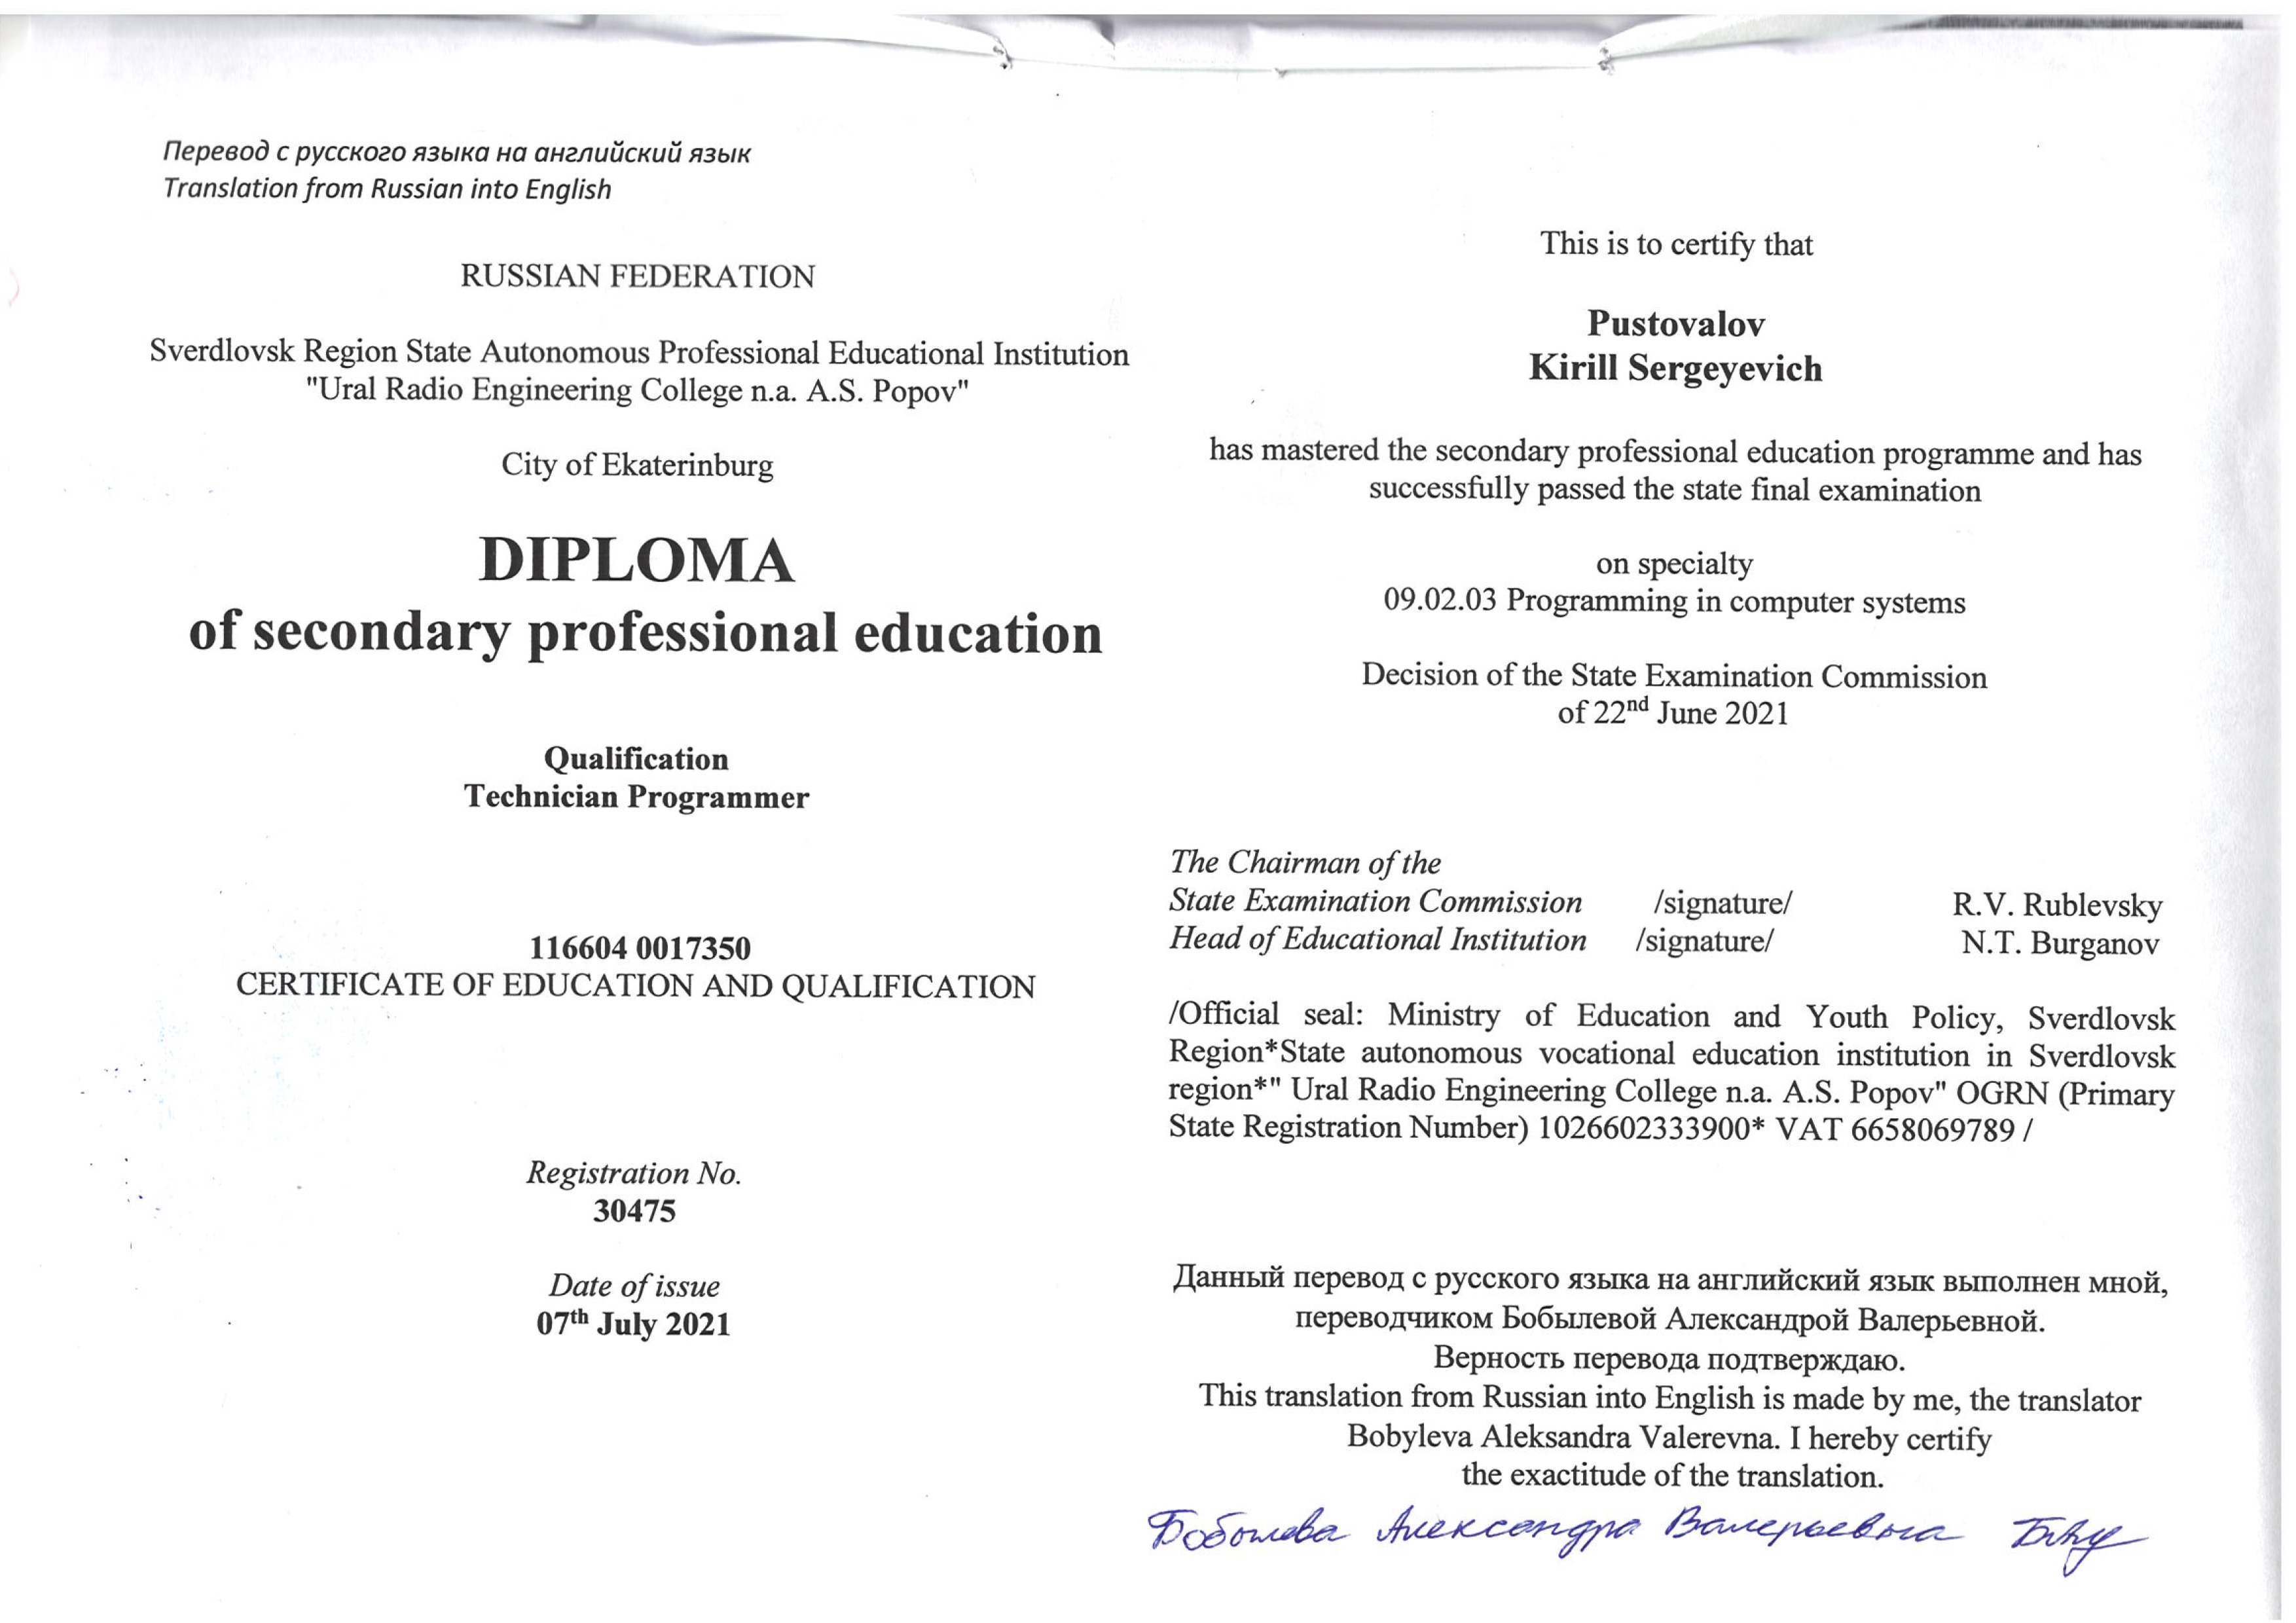 Перевод с русского языка на английский язык
Translation from Russian into English
RUSSIAN FEDERATION
Sverdlovsk Region State Autonomous Professional Educational Institution
"Ural Radio Engineering College n.a. A.S. Popov"
City of Ekaterinburg
DIPLOMA
of secondary professional education
Qualification
Technician Programmer
116604 0017350
CERTIFICATE OF EDUCATION AND QUALIFICATION
Registration No.
30475
Date of issue
07th July 2021
This is to certify that
Pustovalov
Kirill Sergeyevich
has mastered the secondary professional education programme and has
successfully passed the state final examination
on specialty
09.02.03 Programming in computer systems
Decision of the State Examination Commission
of 22nd June 2021
The Chairman of the
State Examination Commission /signature/ R.V. Rublevsky
Head of Educational Institution /signature/ N.T. Burganov
/Official seal: Ministry of Education and Youth Policy, Sverdlovsk
Region*State autonomous vocational education institution in Sverdlovsk
region*" Ural Radio Engineering College n.a. A.S. Popov" OGRN (Primary
State Registration Number) 1026602333900* VAT 6658069789 /
Данный перевод с русского языка на английский язык выполнен мной,
переводчиком Бобылевой Александрой Валерьевной.
Верность перевода подтверждаю.
This translation from Russian into English is made by me, the translator
Bobyleva Aleksandra Valerevna. I hereby certify
the exactitude of the translation.
Бобылева Александра Валерьевна